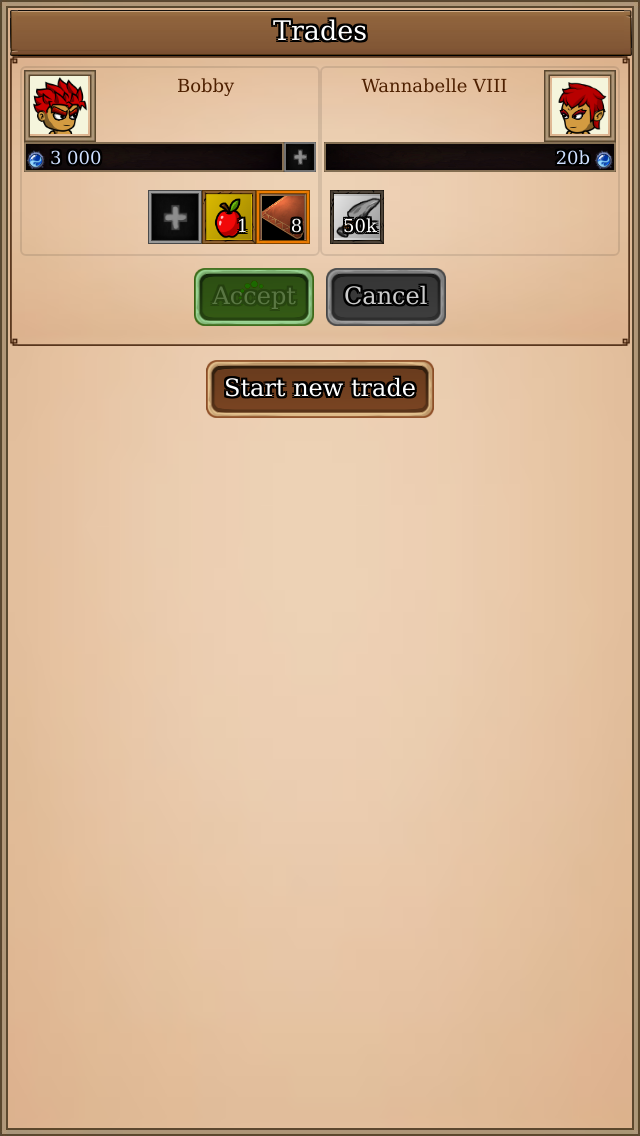 Trades
Bobby
Wannabelle VIII
3 000
20b
1
8
50k
Accept
Cancel
Start new trade